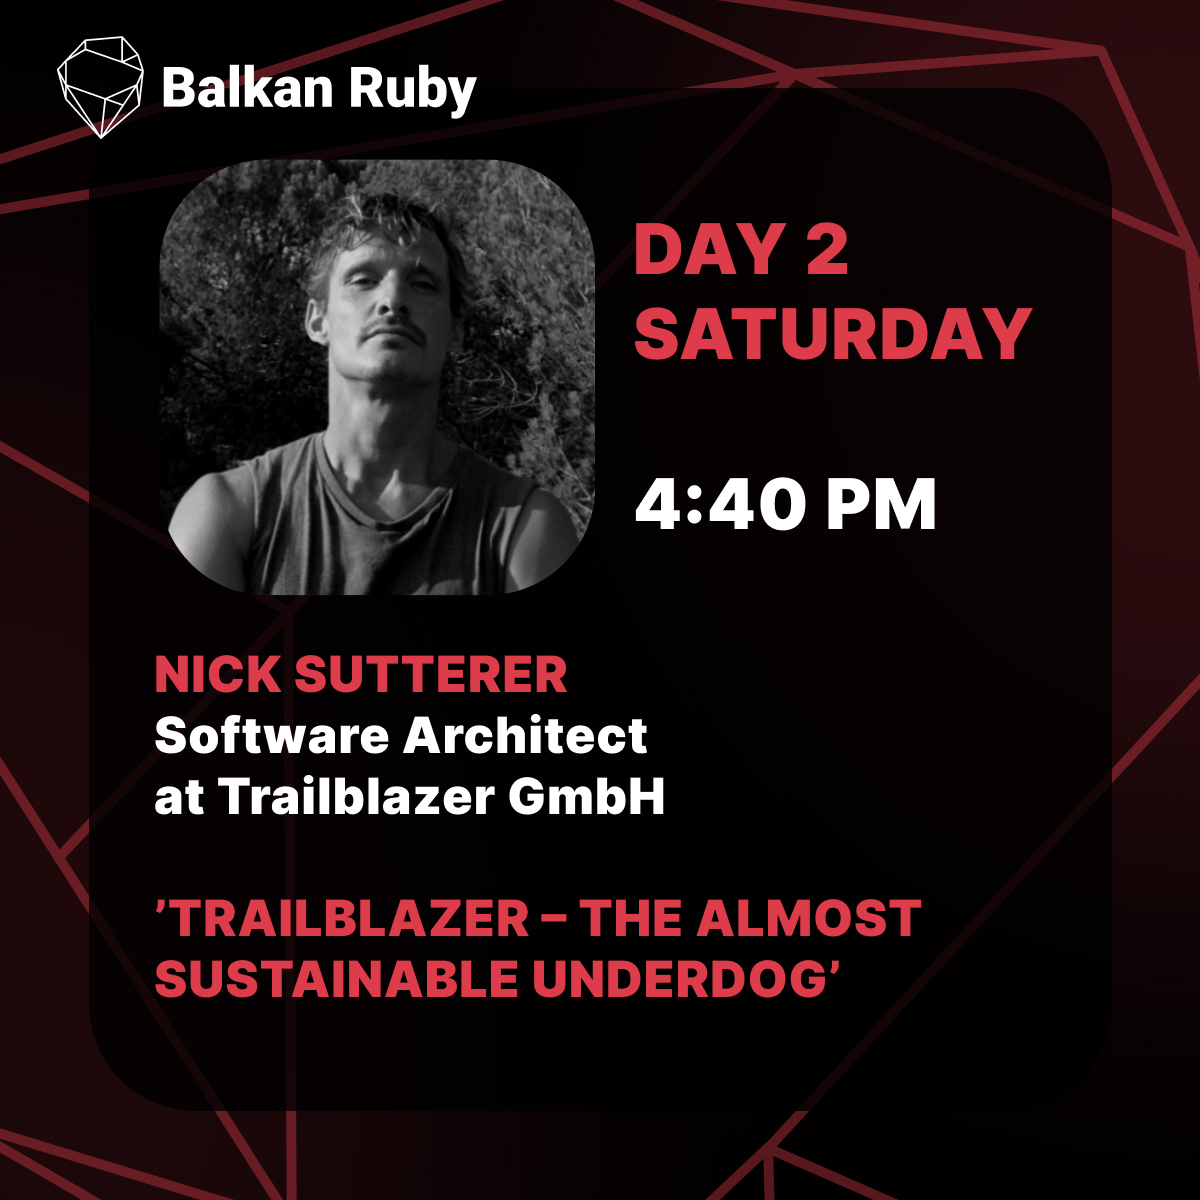 Balkan Ruby
DAY 2
SATURDAY
4:40 PM
NICK SUTTERER
Software Architect
at Trailblazer GmbH
’TRAILBLAZER – THE ALMOST
SUSTAINABLE UNDERDOG’